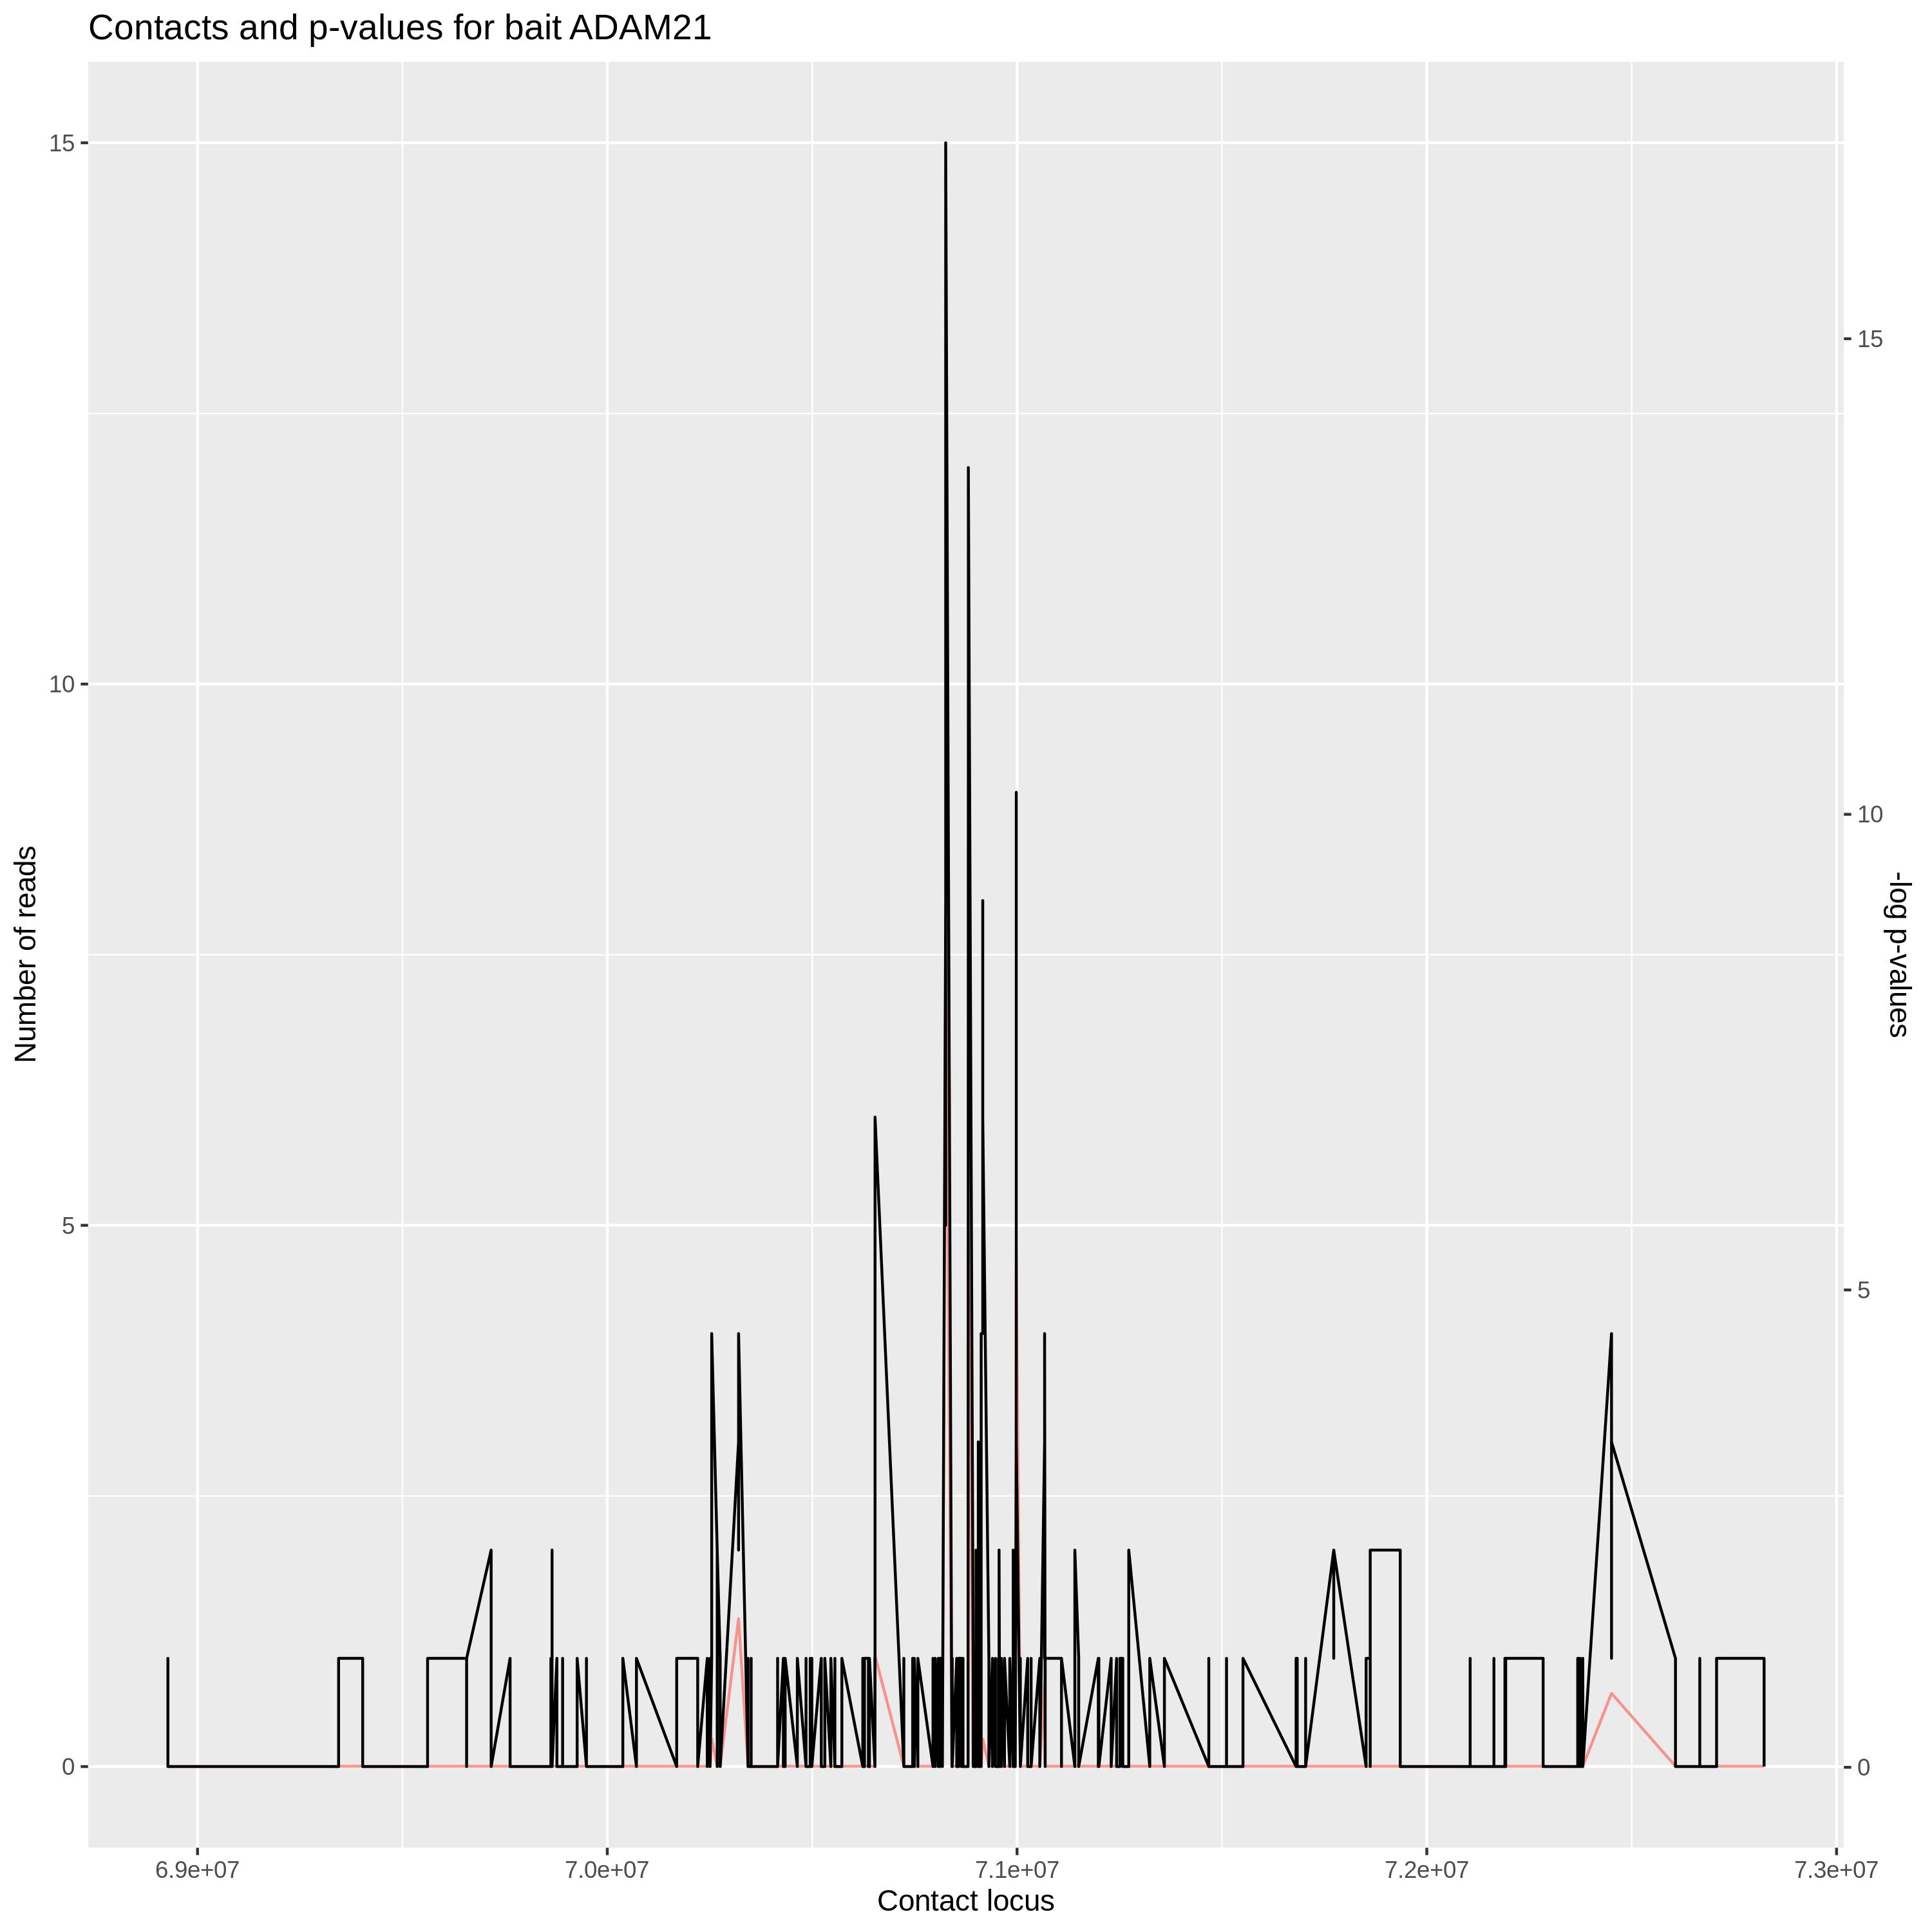 Contacts and p-values for bait ADAM21
Number of reads
15
10
5
0
15
10
5
0
-log p-values
6.9e+07
7.0e+07
7.1e+07
7.2e+07
7.3e+07
Contact locus